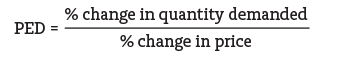 PED = % change in quantity demanded
% change in price